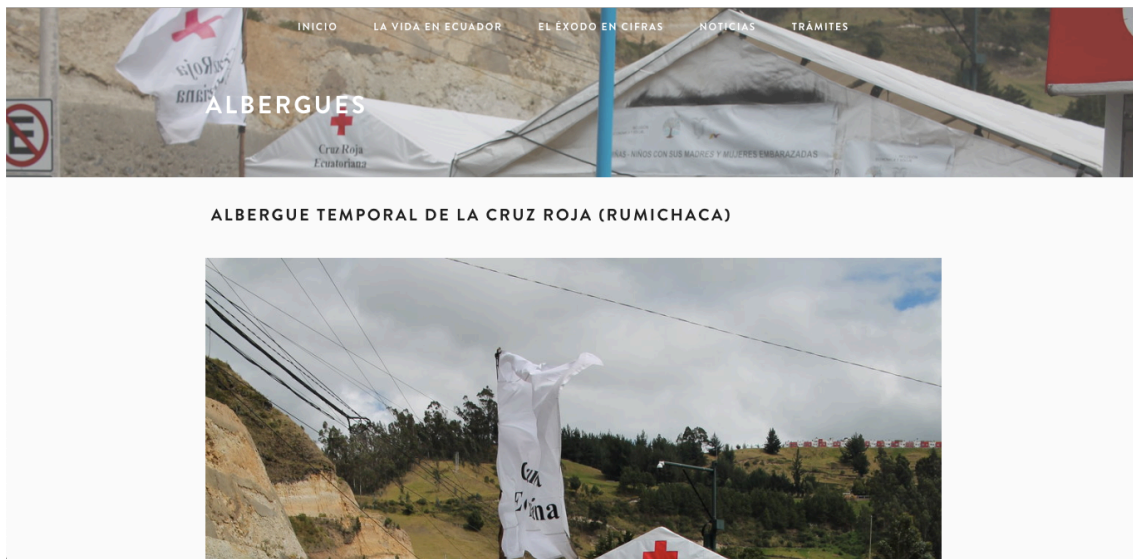 INICIO LA VIDA EN ECUADOR EL ÉXODO EN CIFRAS NOTICIAS TRÁMITES
ALBERGUES
Cruz Roja
Ecuatoriana
NIÑOS CON SUS MADRES Y MUJERES EMBARAZADAS
E
ALBERGUE TEMPORAL DE LA CRUZ ROJA (RUMICHACA)